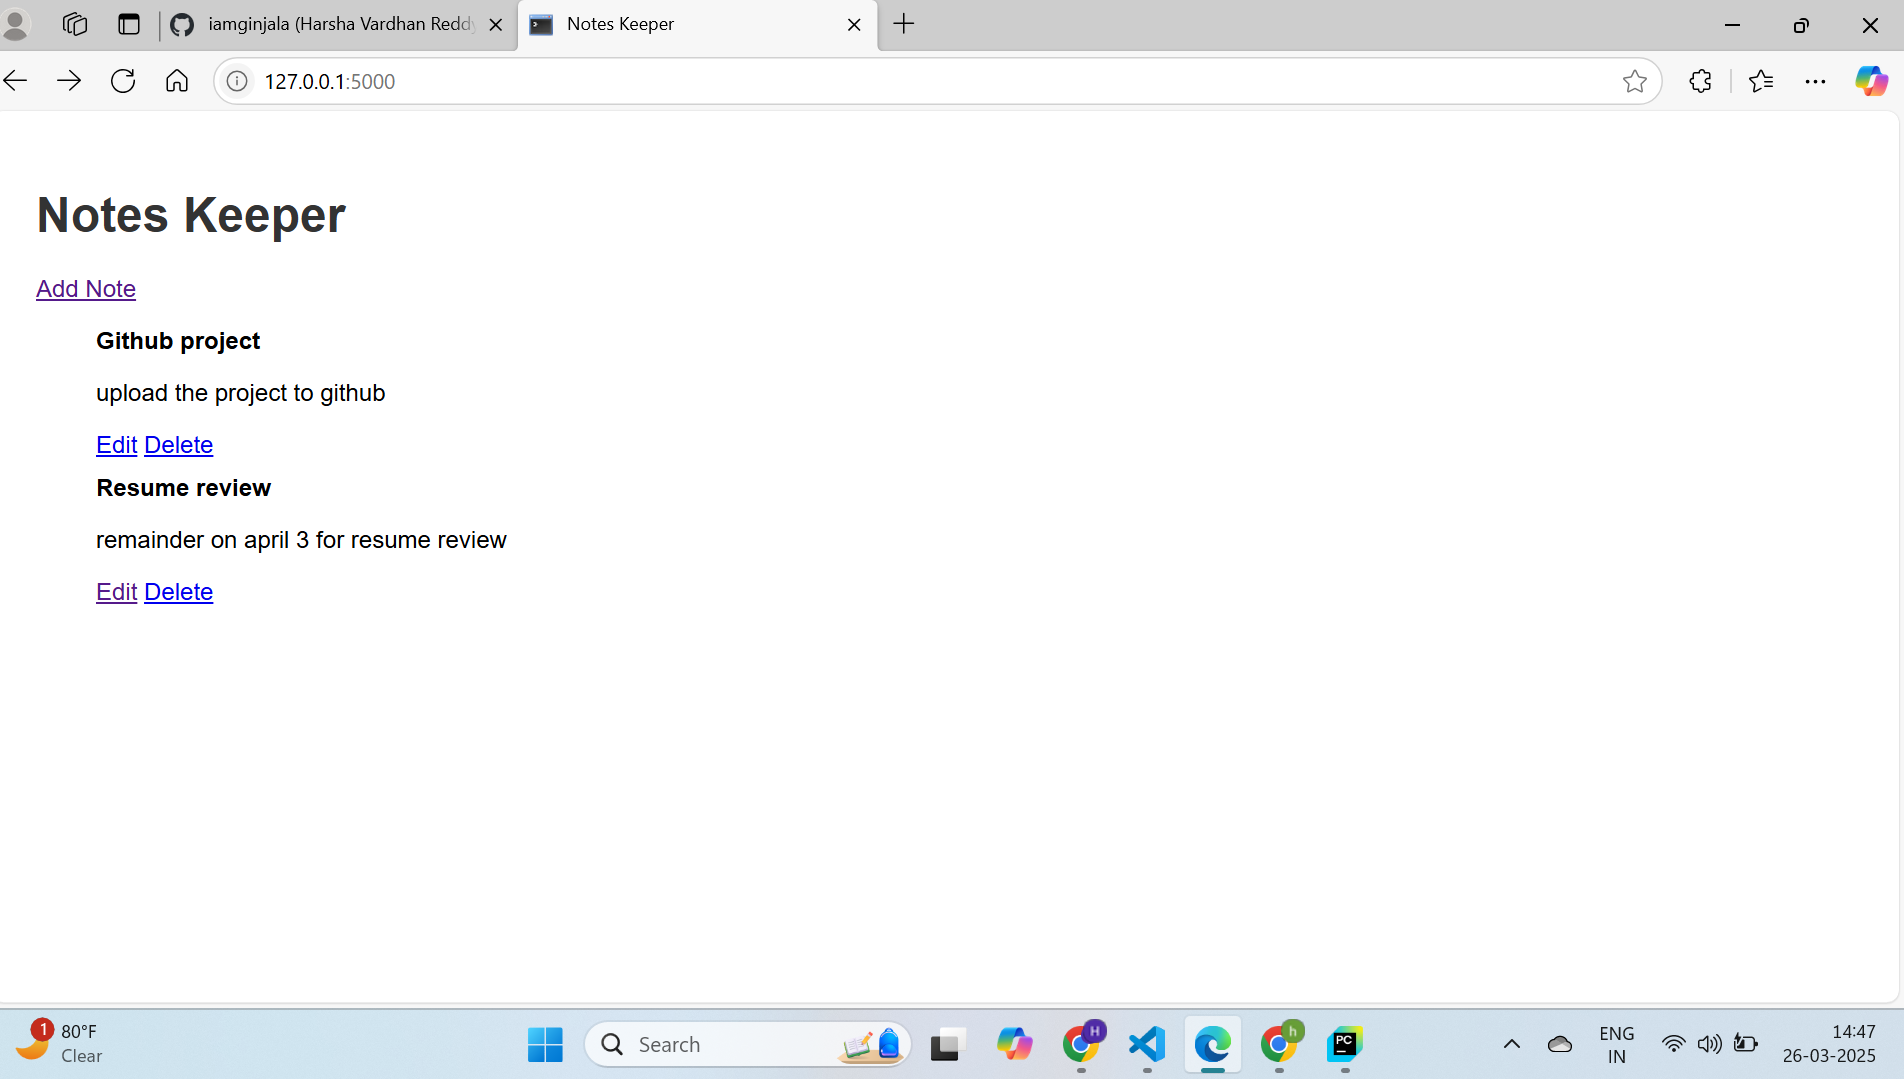 iamginjala (Harsha Vardhan Reddy
Notes Keeper
127.0.0.1:5000
Notes Keeper
Add Note
Github project
upload the project to github
Edit Delete
Resume review
remainder on april 3 for resume review
Edit Delete
1
80°F
Clear
Search
H
h
PC
ENG
IN
14:47
26-03-2025